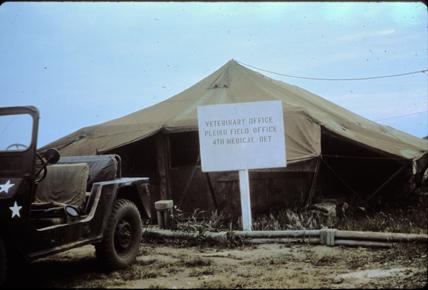 VETERINARY OFFICE
PLEIKU FIELD OFFICE
4TH MEDICAL DET